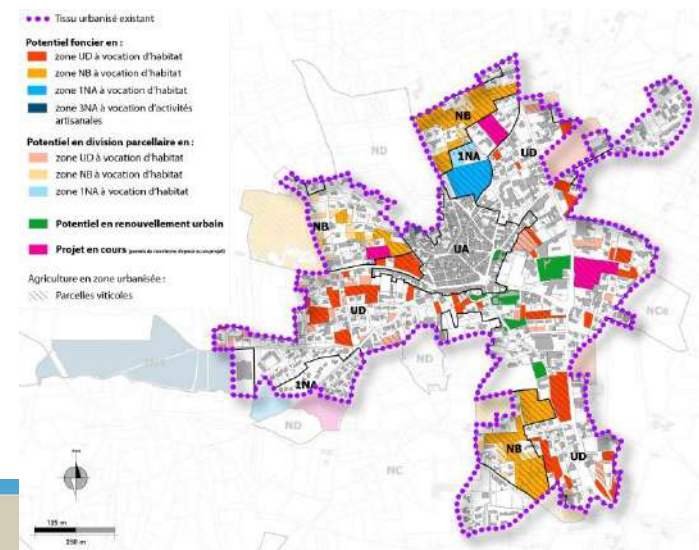 Tissu urbanisé existant
Potentiel foncier en :
zone UD à vocation d'habitat
zone NB à vocation d'habitat
zone 1NA à vocation d'habitat
zone 3NA à vocation d'activités
artisanales
Potentiel en division parcellaire en :
zone UD à vocation d'habitat
zone NB à vocation d'habitat
zone 1NA à vocation d'habitat
Potentiel en renouvellement urbain
Projet en cours
Agriculture en zone urbanisée :
Parcelles viticoles
NB
ND
1NA
UD
NB
UA
UD
NCe
1NA
ND
ND
NC
NB
UD
125 m
250 m